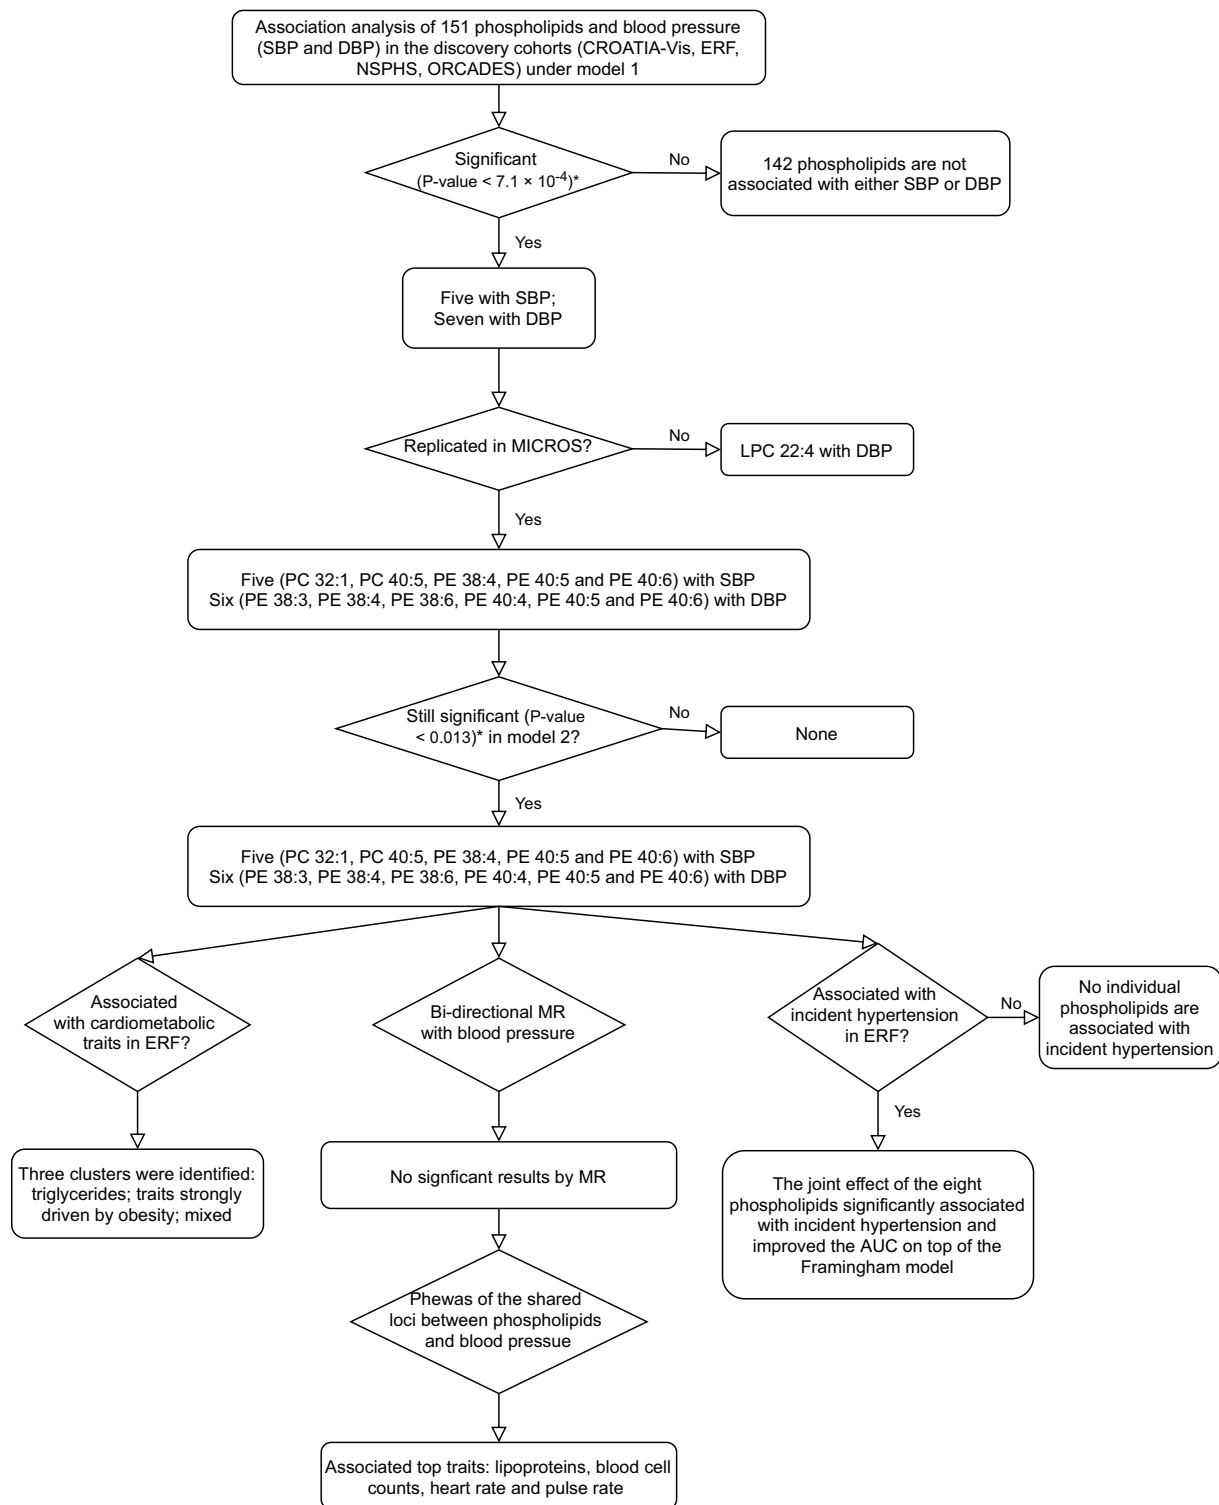 Association analysis of 151 phospholipids and blood pressure
(SBP and DBP) in the discovery cohorts (CROATIA-Vis, ERF,
NSPHS, ORCADES) under model 1
Significant
(P-value < 7.1 × 10⁻⁴)*
No
142 phospholipids are not
associated with either SBP or DBP
Yes
Five with SBP;
Seven with DBP
Replicated in MICROS?
No
LPC 22:4 with DBP
Yes
Five (PC 32:1, PC 40:5, PE 38:4, PE 40:5 and PE 40:6) with SBP
Six (PE 38:3, PE 38:4, PE 38:6, PE 40:4, PE 40:5 and PE 40:6) with DBP
Still significant (P-value
< 0.013)* in model 2?
No
None
Yes
Five (PC 32:1, PC 40:5, PE 38:4, PE 40:5 and PE 40:6) with SBP
Six (PE 38:3, PE 38:4, PE 38:6, PE 40:4, PE 40:5 and PE 40:6) with DBP
Associated
with cardiometabolic
traits in ERF?
Bi-directional MR
with blood pressure
Associated with
incident hypertension
in ERF?
No
No individual
phospholipids are
associated with
incident hypertension
Yes
Three clusters were identified:
triglycerides; traits strongly
driven by obesity; mixed
No signficant results by MR
The joint effect of the eight
phospholipids significantly associated
with incident hypertension and
improved the AUC on top of the
Framingham model
Phewas of the shared
loci between phospholipids
and blood pressue
Associated top traits: lipoproteins, blood cell
counts, heart rate and pulse rate